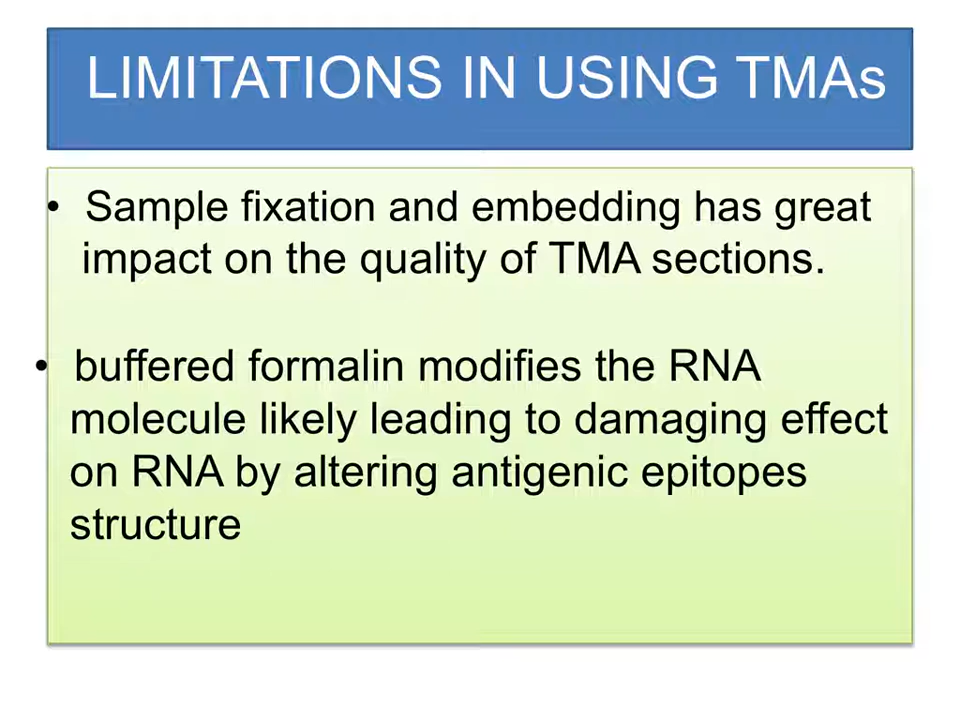 LIMITATIONS IN USING TMAs
• Sample fixation and embedding has great
impact on the quality of TMA sections.
• buffered formalin modifies the RNA
molecule likely leading to damaging effect
on RNA by altering antigenic epitopes
structure